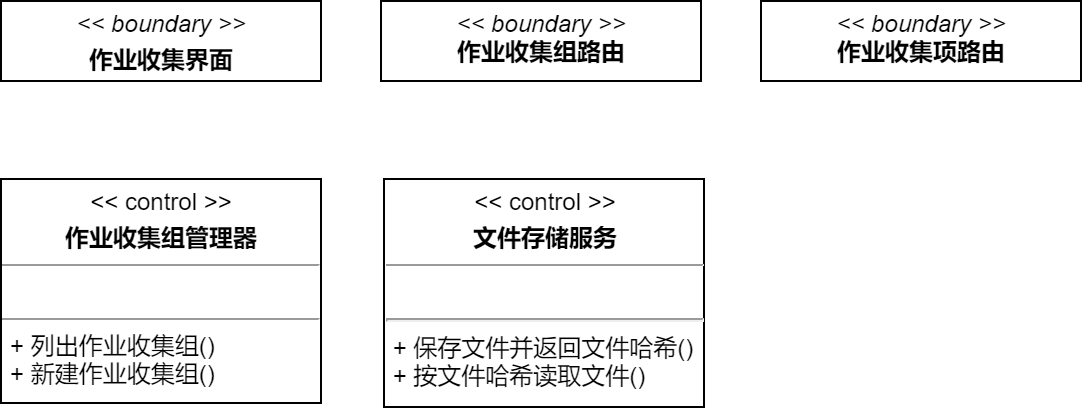 << boundary >>
作业收集界面
<< boundary >>
作业收集组路由
<< boundary >>
作业收集项路由
<< control >>
作业收集组管理器
+ 列出作业收集组()
+ 新建作业收集组()
<< control >>
文件存储服务
+ 保存文件并返回文件哈希()
+ 按文件哈希读取文件()